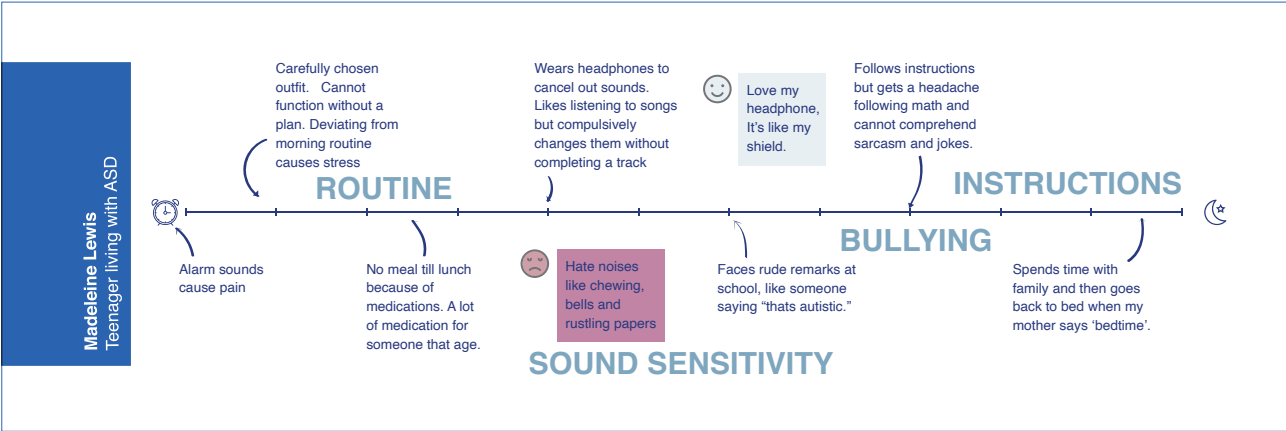 Madeleine Lewis
Teenager living with ASD
Carefully chosen
outfit. Cannot
function without a
plan. Deviating from
morning routine
causes stress
ROUTINE
Alarm sounds
cause pain
No meal till lunch
because of
medications. A lot
of medication for
someone that age.
Wears headphones to
cancel out sounds.
Likes listening to songs
but compulsively
changes them without
completing a track
Hate noises
like chewing,
bells and
rustling papers
SOUND SENSITIVITY
Love my
headphone,
It’s like my
shield.
Faces rude remarks at
school, like someone
saying “thats autistic.”
BULLYING
Follows instructions
but gets a headache
following math and
cannot comprehend
sarcasm and jokes.
INSTRUCTIONS
Spends time with
family and then goes
back to bed when my
mother says ‘bedtime’.